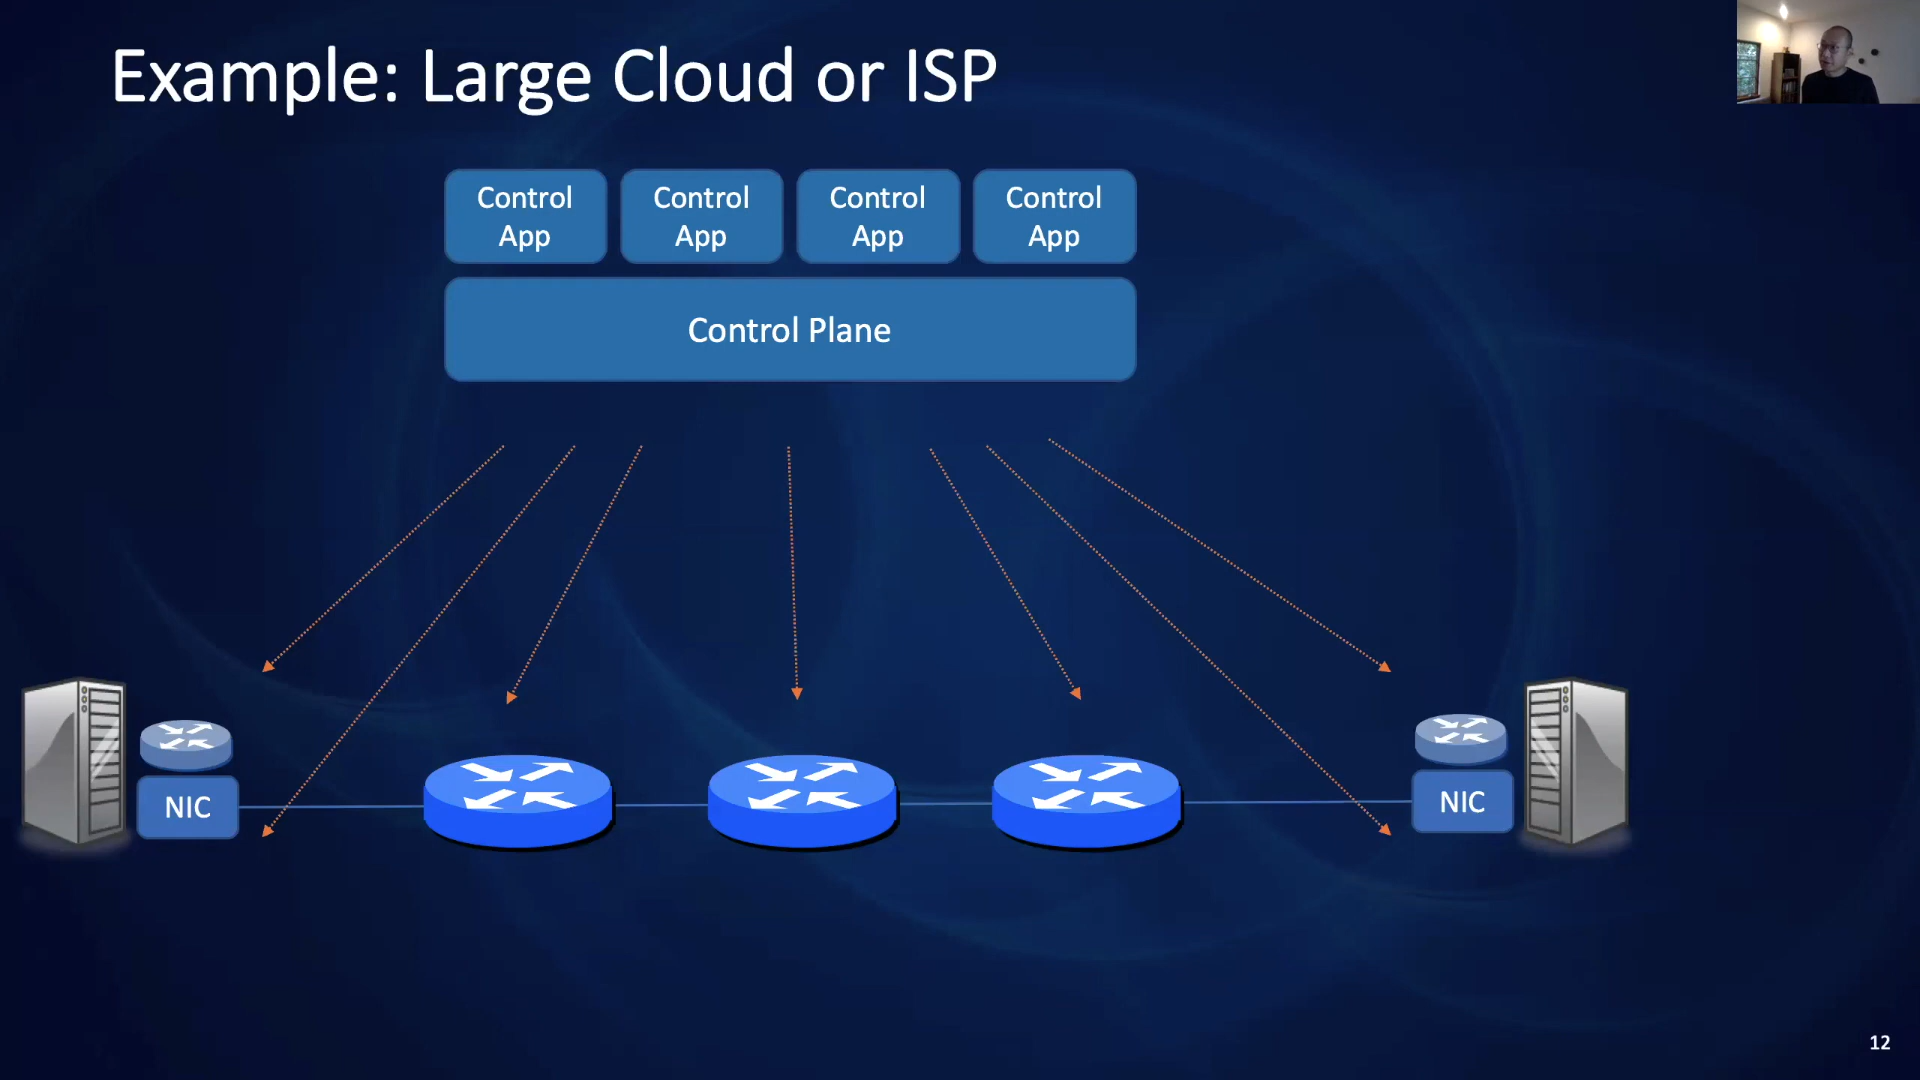 Example: Large Cloud or ISP
Control
App
Control
App
Control
App
Control
App
Control Plane
NIC
NIC
12